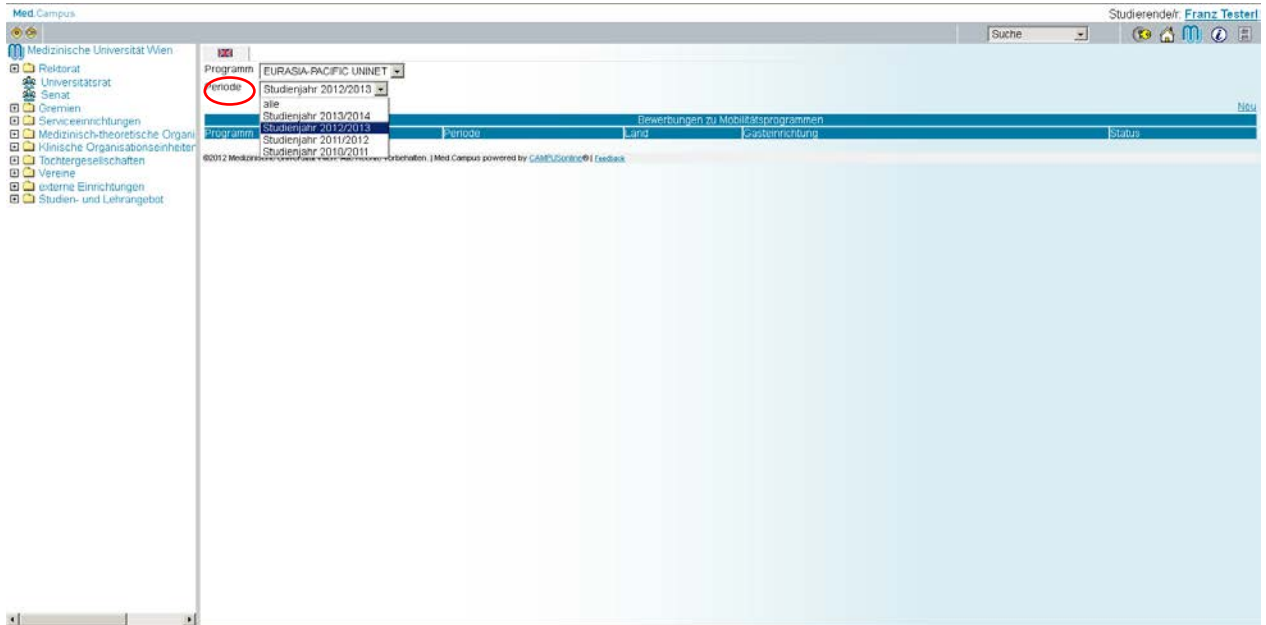 Med.Campus
Studierende/r: Franz Testerl
Suche
Medizinische Universität Wien
Rektorat
Universitätsrat
Senat
Gremien
Serviceeinrichtungen
Medizinisch-theoretische Organi
Klinische Organisationseinheiten
Tochtergesellschaften
Vereine
externe Einrichtungen
Studien- und Lehrangebot
Programm EURASIA-PACIFIC UNINET
Periode Studienjahr 2012/2013
alle
Studienjahr 2013/2014
Studienjahr 2012/2013
Studienjahr 2011/2012
Studienjahr 2010/2011
Neu
Bewerbungen zu Mobilitätsprogrammen
Programm Periode Land Gasteinrichtung Status
©2012 vorbehalten. | Med.Campus powered by CAMPUSonline® | Feedback